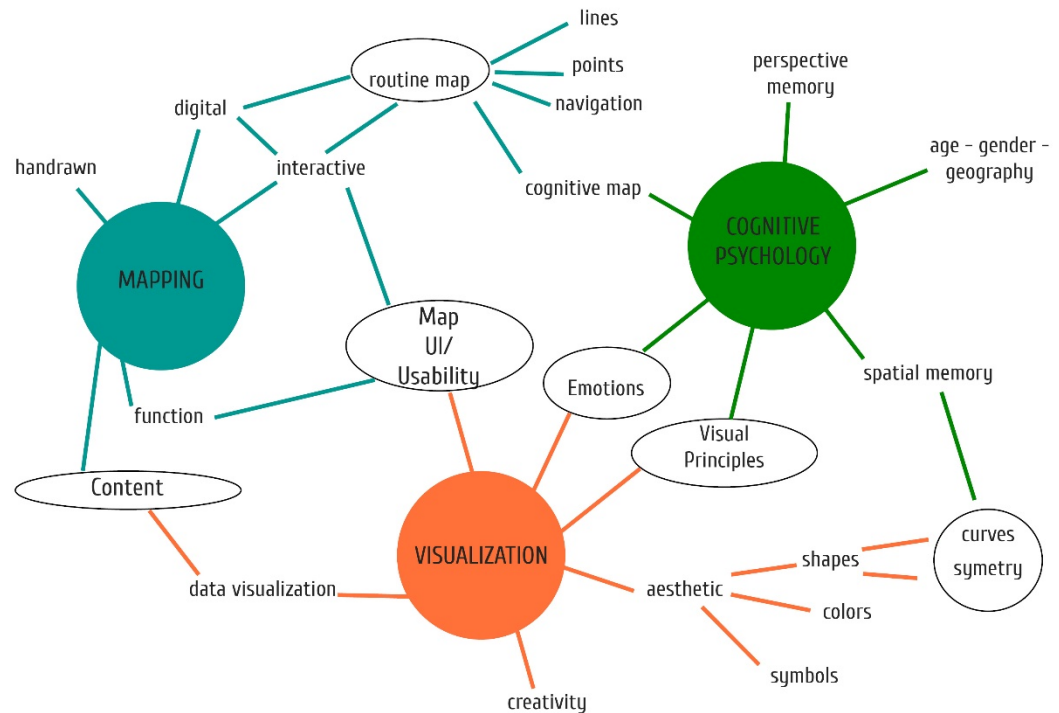 lines
routine map
points
navigation
perspective
memory
digital
handrawn
interactive
cognitive map
age - gender -
geography
COGNITIVE
PSYCHOLOGY
MAPPING
Map
UI/
Usability
Emotions
spatial memory
function
Visual
Principles
Content
VISUALIZATION
curves
symetry
shapes
data visualization
aesthetic
colors
symbols
creativity